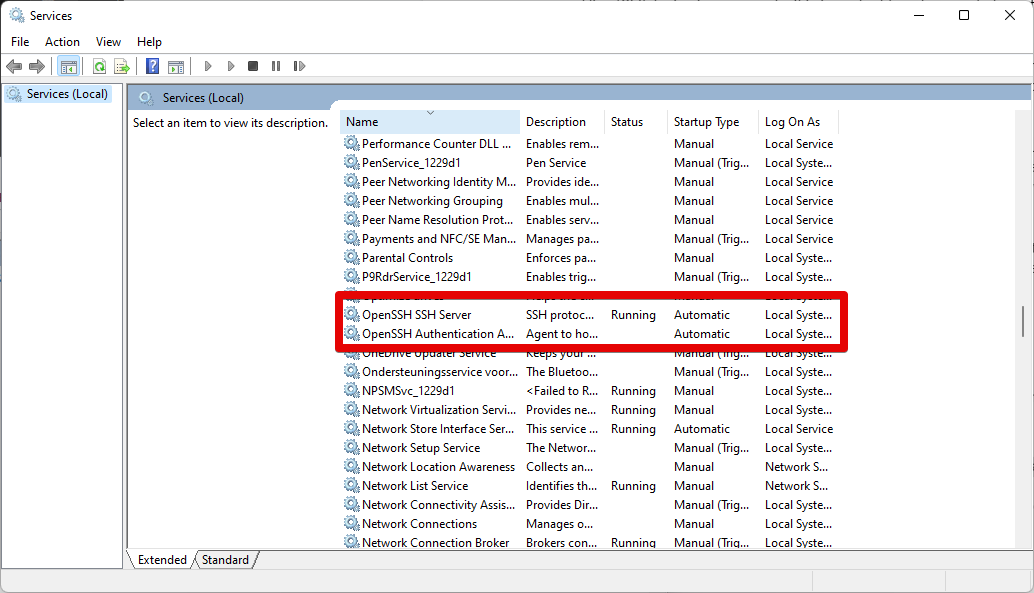 Services
File Action View Help
Services (Local)
Services (Local)
Select an item to view its description.
Name Description Status Startup Type Log On As
Performance Counter DLL ... Enables rem... Manual Local Service
PenService_1229d1 Pen Service Manual (Trig... Local Syste...
Peer Networking Identity M... Provides ide... Manual Local Service
Peer Networking Grouping Enables mul... Manual Local Service
Peer Name Resolution Prot... Enables serv... Manual Local Service
Payments and NFC/SE Man... Manages pa... Manual (Trig... Local Service
Parental Controls Enforces pa... Manual Local Syste...
P9RdrService_1229d1 Enables trig... Manual (Trig... Local Syste...
OpenSSH SSH Server SSH protoc... Running Automatic Local Syste...
OpenSSH Authentication A... Agent to ho... Automatic Local Syste...
OneDrive Updater Service Keeps your ... Manual (Trig... Local Syste...
Ondersteuningsservice voor... The Bluetoo... Manual (Trig... Local Syste...
NPSMSvc_1229d1 <Failed to R... Running Manual Local Syste...
Network Virtualization Servi... Provides ne... Running Manual Local Syste...
Network Store Interface Ser... This service ... Running Automatic Local Service
Network Setup Service The Networ... Manual (Trig... Local Syste...
Network Location Awareness Collects an... Manual Network S...
Network List Service Identifies th... Running Manual Network S...
Network Connectivity Assis... Provides Dir... Manual (Trig... Local Syste...
Network Connections Manages o... Manual Local Syste...
Network Connection Broker Brokers con... Running Manual (Trig... Local Syste...
Extended Standard